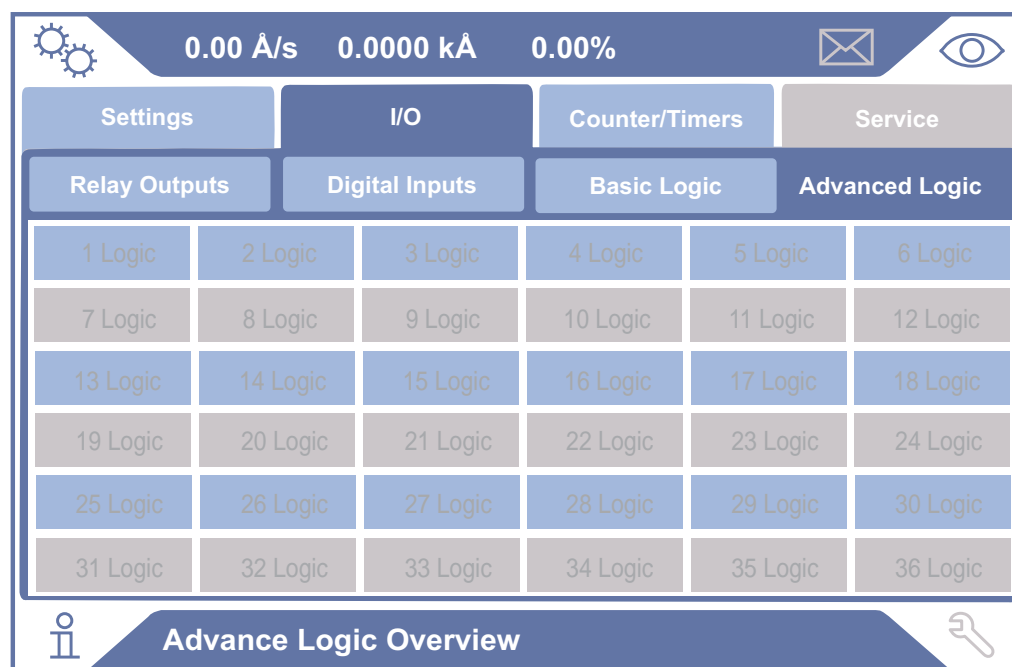 0.00 Å/s 0.0000 kÅ 0.00%
Settings I/O Counter/Timers Service
Relay Outputs Digital Inputs Basic Logic Advanced Logic
1 Logic 2 Logic 3 Logic 4 Logic 5 Logic 6 Logic
7 Logic 8 Logic 9 Logic 10 Logic 11 Logic 12 Logic
13 Logic 14 Logic 15 Logic 16 Logic 17 Logic 18 Logic
19 Logic 20 Logic 21 Logic 22 Logic 23 Logic 24 Logic
25 Logic 26 Logic 27 Logic 28 Logic 29 Logic 30 Logic
31 Logic 32 Logic 33 Logic 34 Logic 35 Logic 36 Logic
Advance Logic Overview